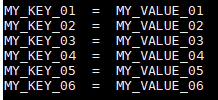 MY_KEY_01  =  MY_VALUE_01
MY_KEY_02  =  MY_VALUE_02
MY_KEY_03  =  MY_VALUE_03
MY_KEY_04  =  MY_VALUE_04
MY_KEY_05  =  MY_VALUE_05
MY_KEY_06  =  MY_VALUE_06